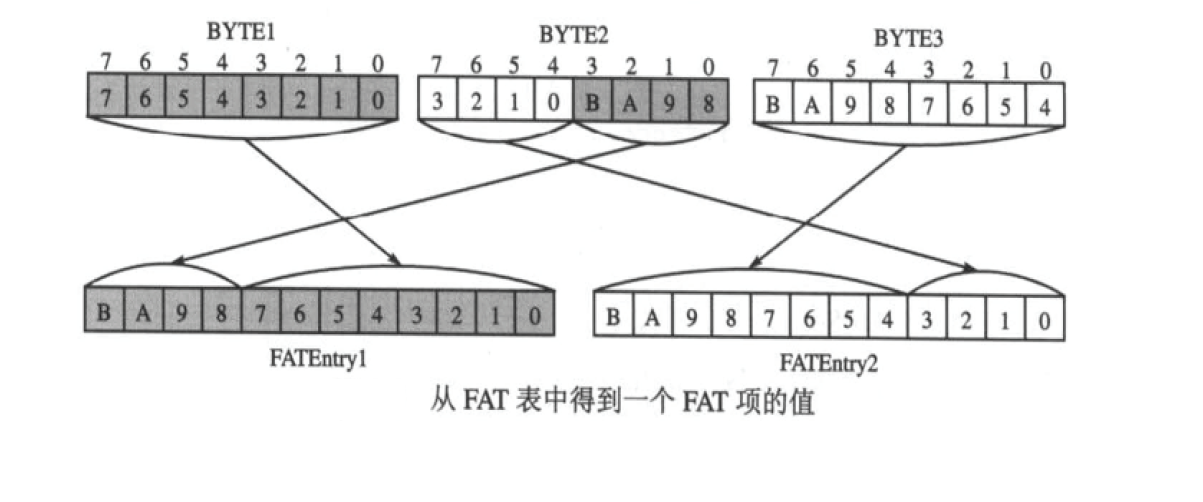 BYTE1 BYTE2 BYTE3
7 6 5 4 3 2 1 0 7 6 5 4 3 2 1 0 7 6 5 4 3 2 1 0
7 6 5 4 3 2 1 0 3 2 1 0 B A 9 8 B A 9 8 7 6 5 4
B A 9 8 7 6 5 4 3 2 1 0 B A 9 8 7 6 5 4 3 2 1 0
FATEntry1 FATEntry2
从 FAT 表中得到一个 FAT 项的值